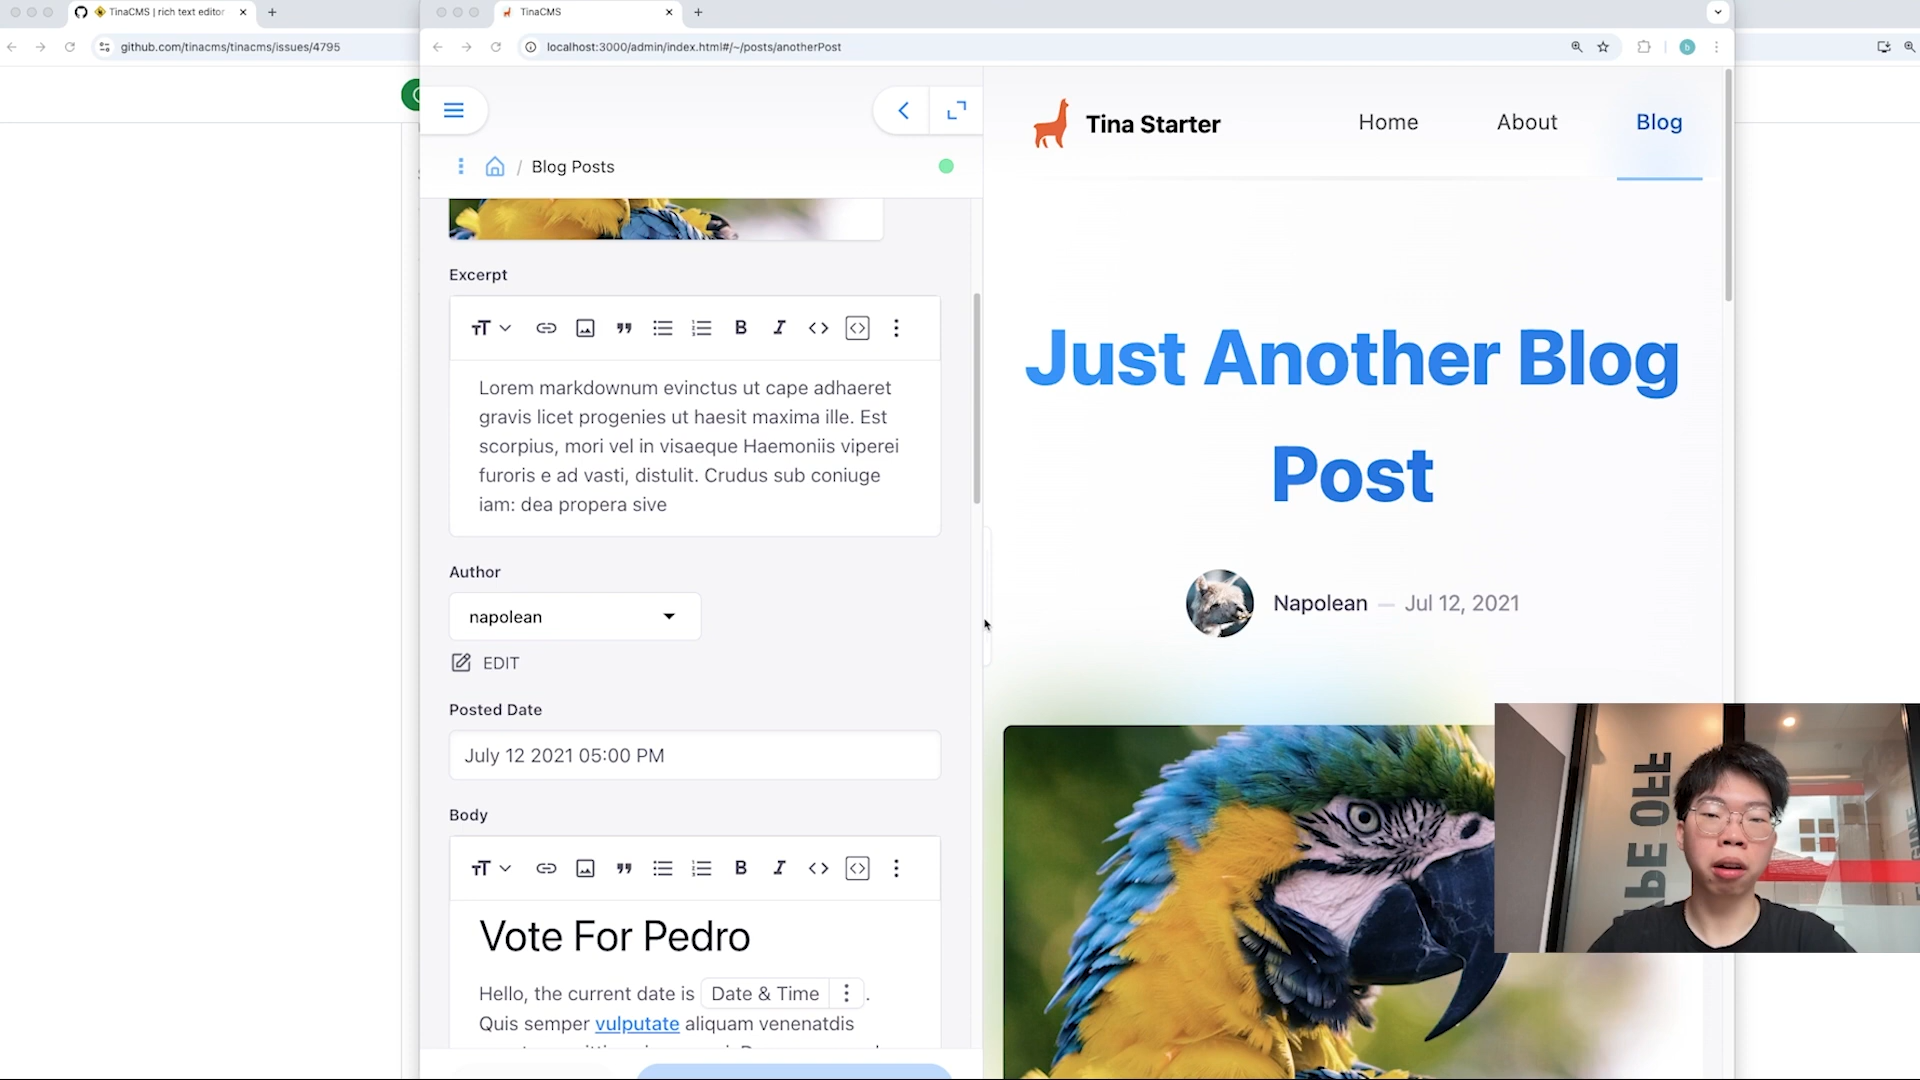 TinaCMS | rich text editor
TinaCMS
github.com/tinacms/tinacms/issues/4795
localhost:3000/admin/index.html#/~/posts/anotherPost
b
/ Blog Posts
Excerpt
Lorem markdownum evinctus ut cape adhaeret
gravis licet progenies ut haesit maxima ille. Est
scorpius, mori vel in visaeque Haemoniis viperei
furoris e ad vasti, distulit. Crudus sub coniuge
iam: dea propera sive
Author
napolean
EDIT
Posted Date
July 12 2021 05:00 PM
Body
Vote For Pedro
Hello, the current date is Date & Time .
Quis semper vulputate aliquam venenatdis
Tina Starter
Home
About
Blog
Just Another Blog
Post
Napolean — Jul 12, 2021